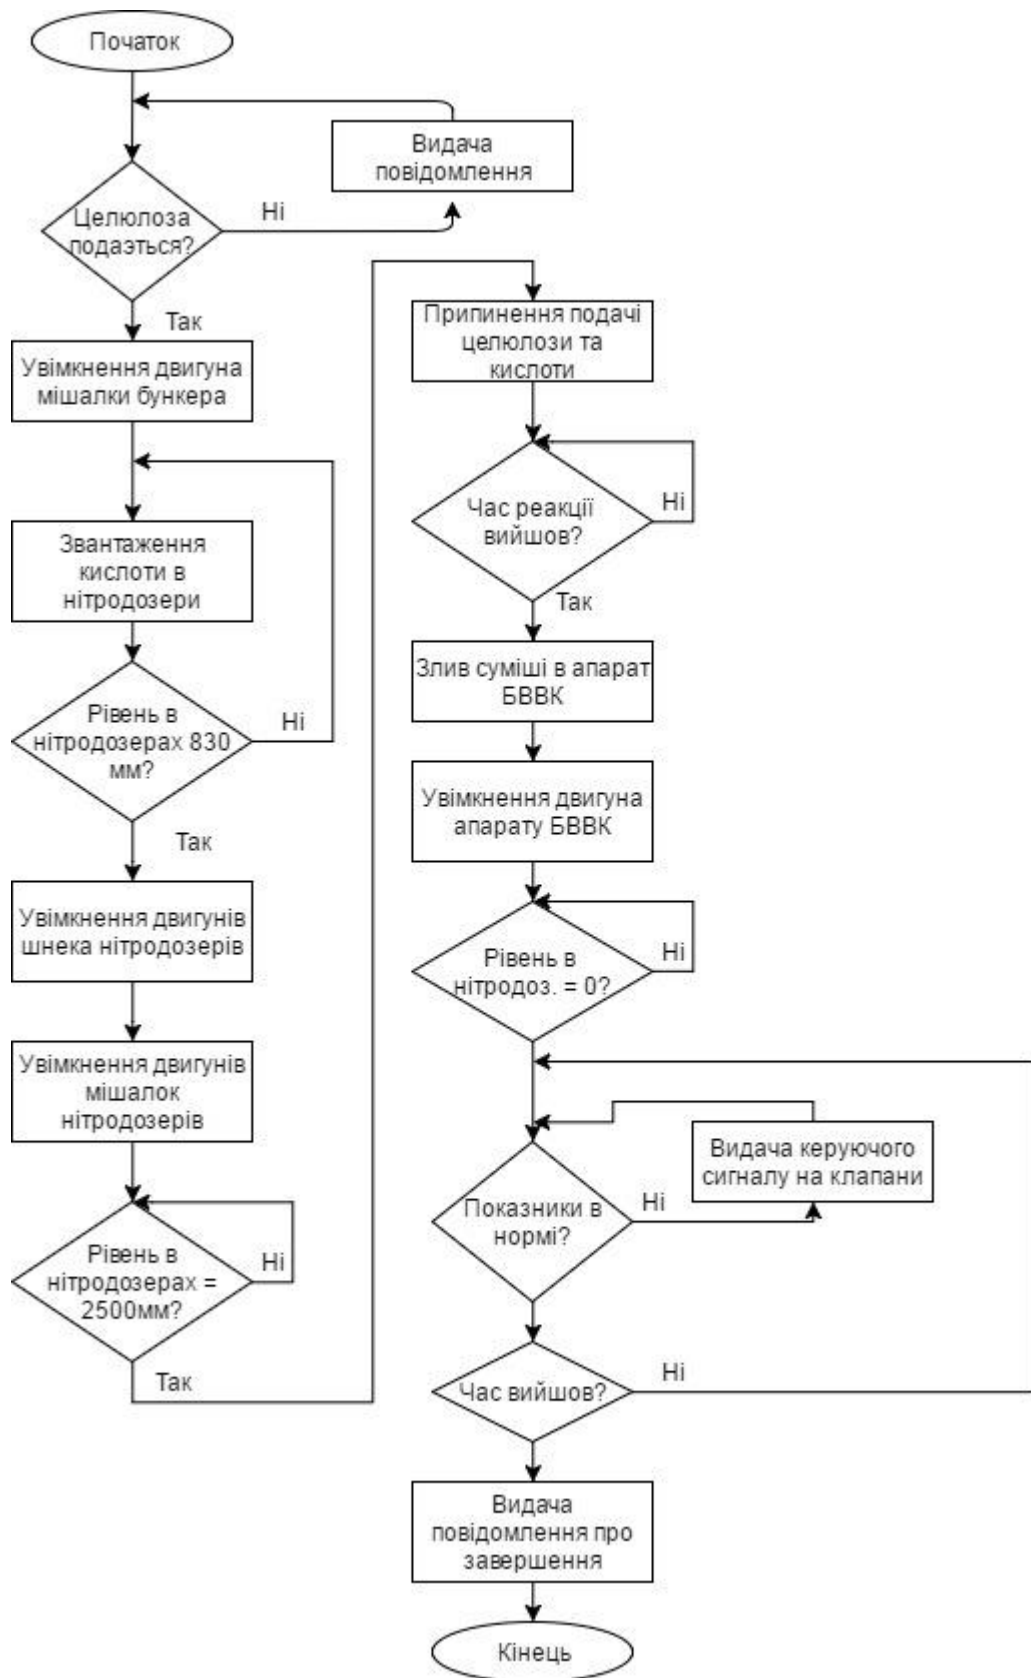 Початок
Видача
повідомлення
Целюлоза
подаэться?
Ні
Так
Увімкнення двигуна
мішалки бункера
Звантаження
кислоти в
нітродозери
Рівень в
нітродозерах 830
мм?
Ні
Так
Увімкнення двигунів
шнека нітродозерів
Увімкнення двигунів
мішалок
нітродозерів
Рівень в
нітродозерах =
2500мм?
Ні
Так
Припинення подачі
целюлози та
кислоти
Час реакції
вийшов?
Ні
Так
Злив суміші в апарат
БВВК
Увімкнення двигуна
апарату БВВК
Рівень в
нітродоз. = 0?
Ні
Видача керуючого
сигналу на клапани
Показники в
нормі?
Ні
Час вийшов?
Ні
Видача
повідомлення про
завершення
Кінець